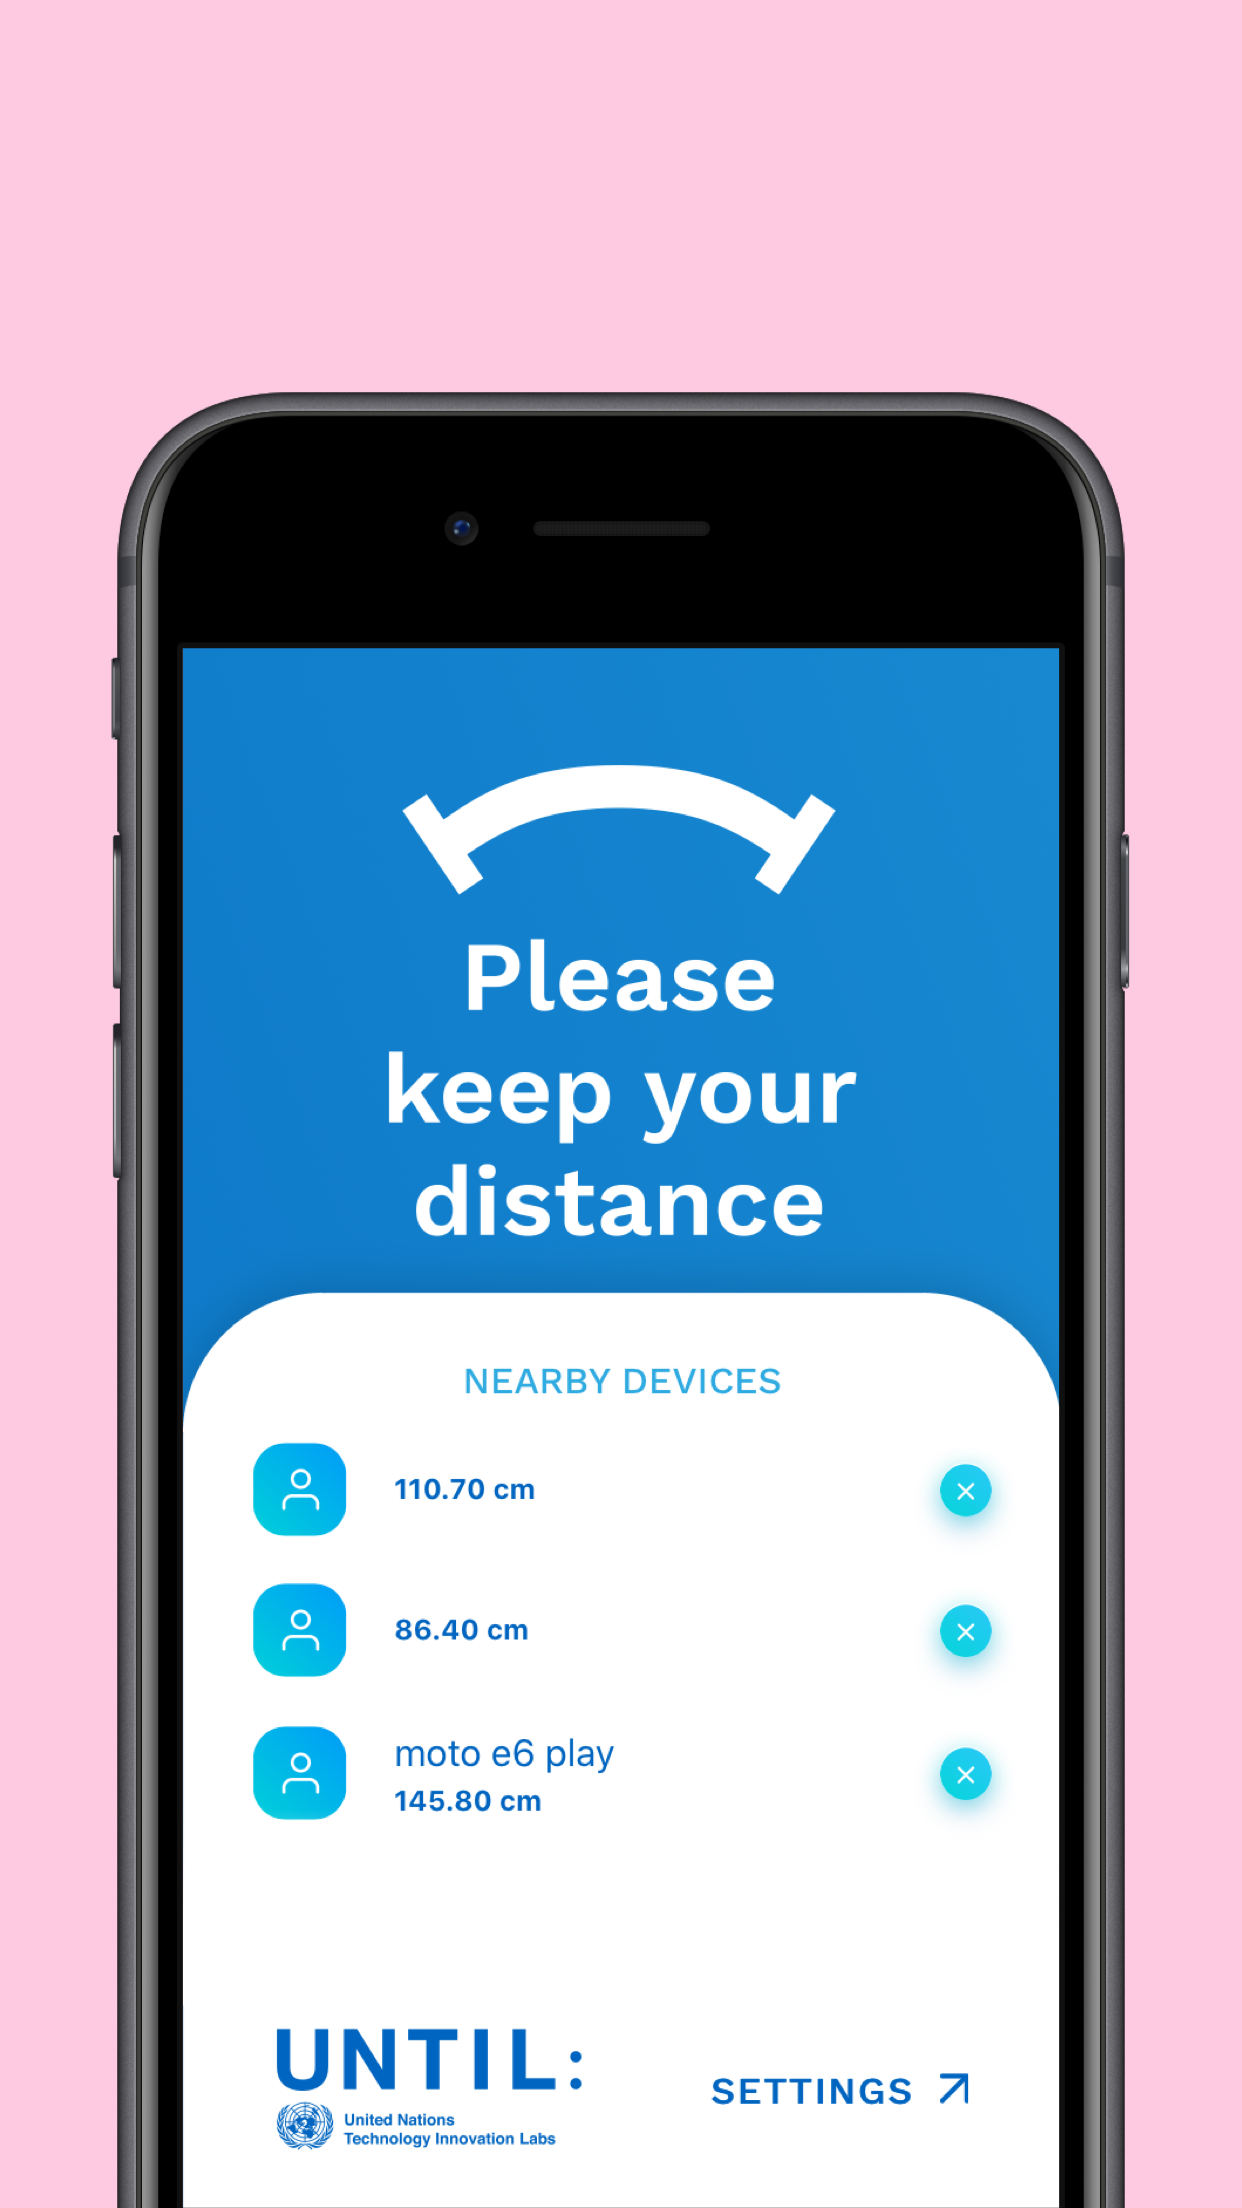 Please
keep your
distance
NEARBY DEVICES
110.70 cm
86.40 cm
moto e6 play
145.80 cm
UNTIL:
United Nations
Technology Innovation Labs
SETTINGS